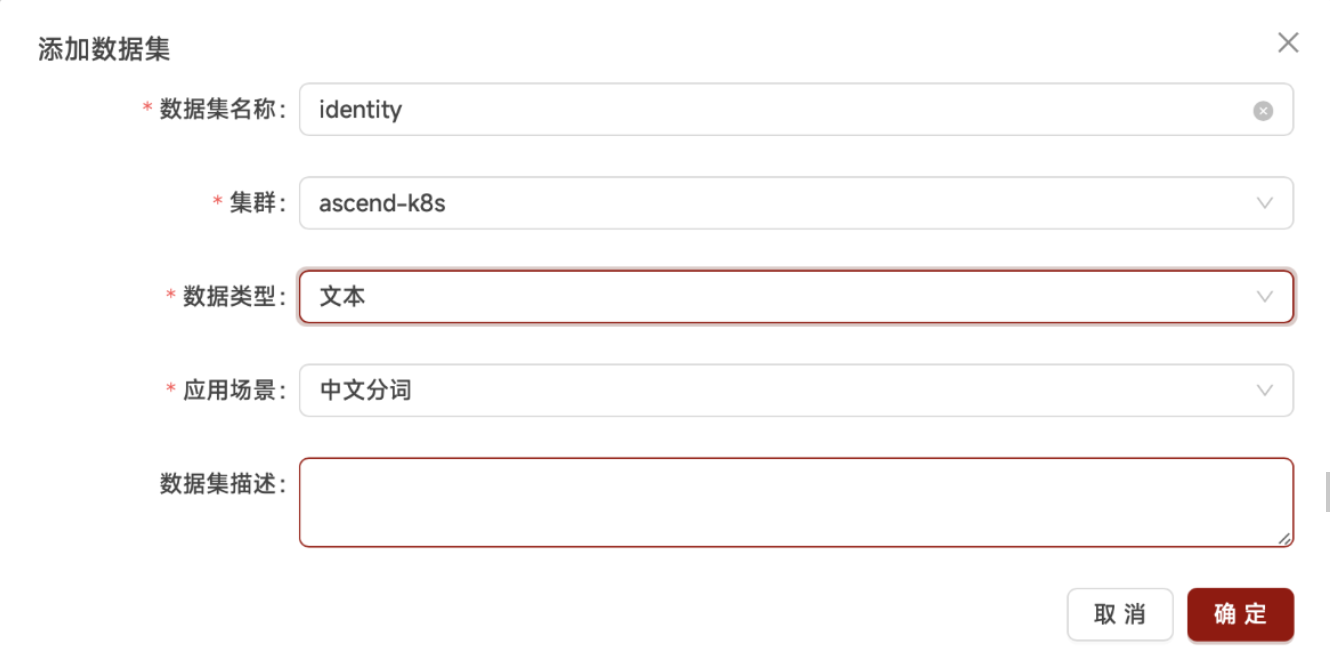 添加数据集
* 数据集名称: identity
* 集群: ascend-k8s
* 数据类型: 文本
* 应用场景: 中文分词
数据集描述:
取 消 确 定